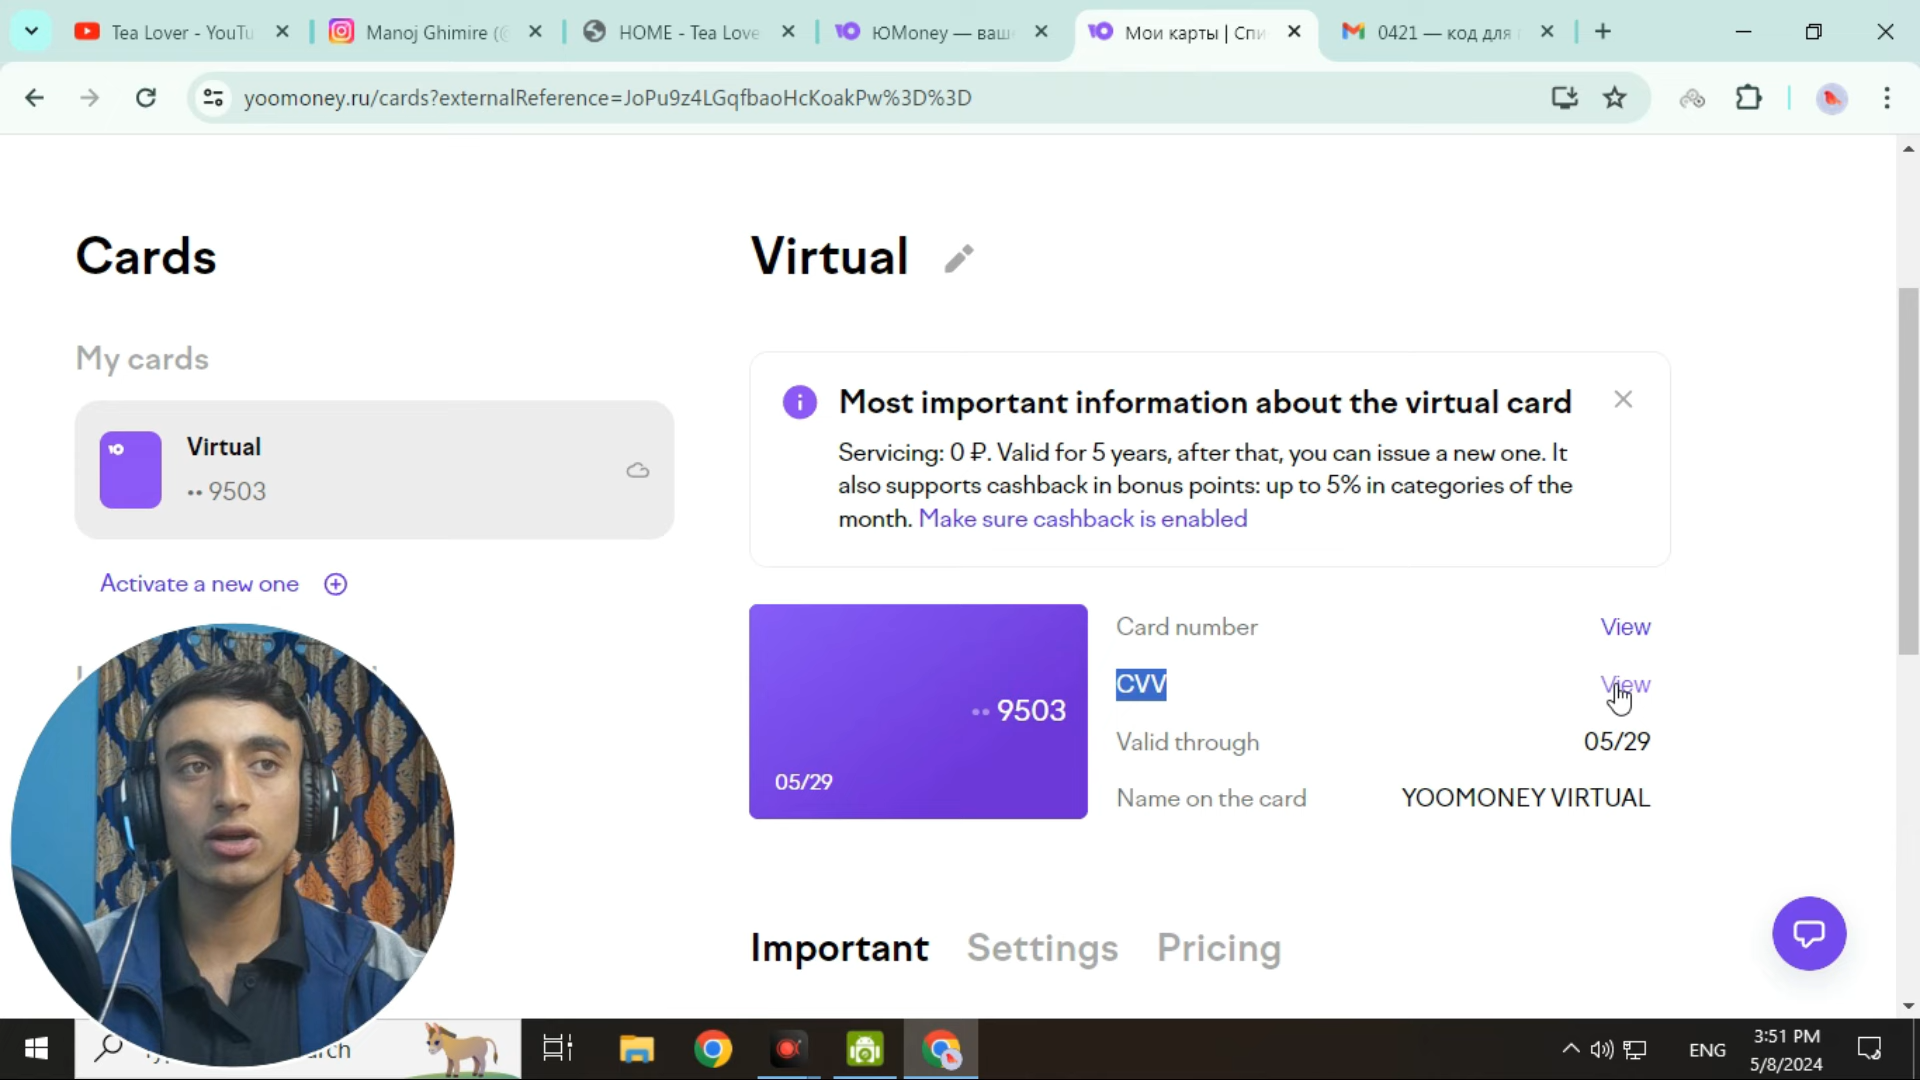 Tea Lover - YouTu
Manoj Ghimire (@
HOME - Tea Love
ЮMoney — ваш
Мои карты | Спи
0421 — код для
yoomoney.ru/cards?externalReference=JoPu9z4LGqfbaoHcKoakPw%3D%3D
Cards
My cards
Virtual
•• 9503
Activate a new one
Virtual
Most important information about the virtual card
Servicing: 0 ₽. Valid for 5 years, after that, you can issue a new one. It
also supports cashback in bonus points: up to 5% in categories of the
month. Make sure cashback is enabled
•• 9503
05/29
Card number View
CVV View
Valid through 05/29
Name on the card YOOMONEY VIRTUAL
Important Settings Pricing
ENG
3:51 PM
5/8/2024